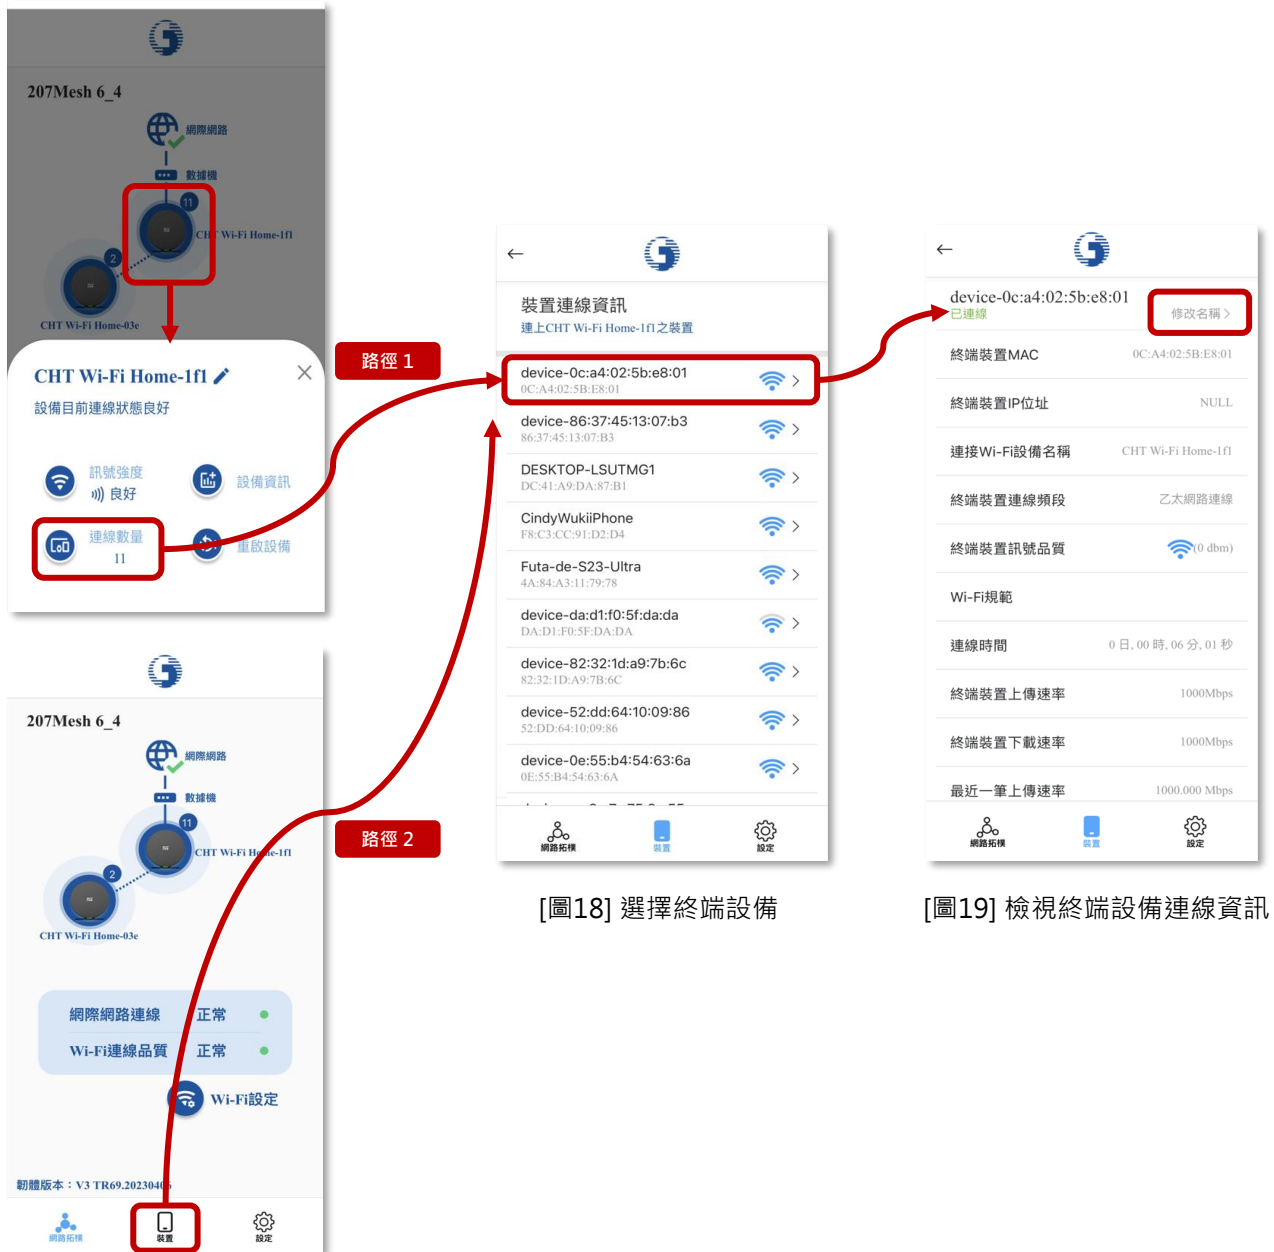 207Mesh 6_4
網際網路
數據機
11
CHT Wi-Fi Home-1f1
2
CHT Wi-Fi Home-03e
CHT Wi-Fi Home-1f1
設備目前連線狀態良好
訊號強度
良好
設備資訊
連線數量
11
重啟設備
路徑 1
207Mesh 6_4
網際網路
數據機
11
CHT Wi-Fi Home-1f1
2
CHT Wi-Fi Home-03e
網際網路連線 正常
Wi-Fi連線品質 正常
Wi-Fi設定
韌體版本：V3 TR69.20230406
網路拓樸
裝置
設定
路徑 2
裝置連線資訊
連上CHT Wi-Fi Home-1f1之裝置
device-0c:a4:02:5b:e8:01
0C:A4:02:5B:E8:01
device-86:37:45:13:07:b3
86:37:45:13:07:B3
DESKTOP-LSUTMG1
DC:41:A9:DA:87:B1
CindyWukiiPhone
F8:C3:CC:91:D2:D4
Futa-de-S23-Ultra
4A:84:A3:11:79:78
device-da:d1:f0:5f:da:da
DA:D1:F0:5F:DA:DA
device-82:32:1d:a9:7b:6c
82:32:1D:A9:7B:6C
device-52:dd:64:10:09:86
52:DD:64:10:09:86
device-0e:55:b4:54:63:6a
0E:55:B4:54:63:6A
網路拓樸
裝置
設定
[圖18] 選擇終端設備
device-0c:a4:02:5b:e8:01
已連線
修改名稱
終端裝置MAC 0C:A4:02:5B:E8:01
終端裝置IP位址 NULL
連接Wi-Fi設備名稱 CHT Wi-Fi Home-1f1
終端裝置連線頻段 乙太網路連線
終端裝置訊號品質 (0 dbm)
Wi-Fi規範
連線時間 0 日, 00 時, 06 分, 01 秒
終端裝置上傳速率 1000Mbps
終端裝置下載速率 1000Mbps
最近一筆上傳速率 1000.000 Mbps
網路拓樸
裝置
設定
[圖19] 檢視終端設備連線資訊